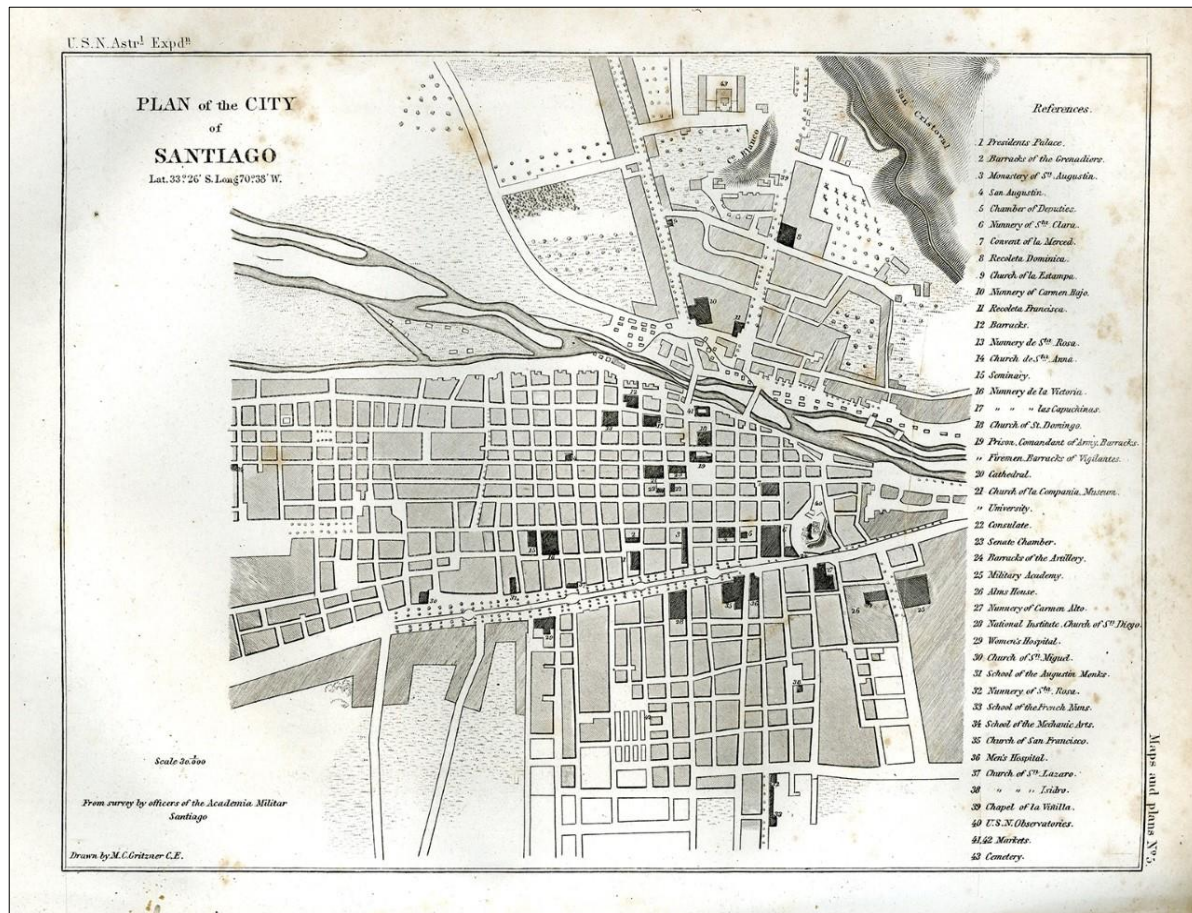 U.S.N. Astrl Expdn
PLAN of the CITY
of
SANTIAGO
Lat. 33° 26' S. Long 70° 38' W.
San Cristoval
Co Blanco
References.
1 Presidents Palace.
2 Barracks of the Grenadiers.
3 Monastery of Sn Augustin.
4 San Augustin.
5 Chamber of Deputies.
6 Nunnery of Sta Clara.
7 Convent of la Merced.
8 Recoleta Dominica.
9 Church of la Estampa.
10 Nunnery of Carmen Bajo.
11 Recoleta Francisca.
12 Barracks.
13 Nunnery de Sta Rosa.
14 Church de Sta Anna.
15 Seminary.
16 Nunnery de la Victoria.
17 " " " las Capuchinas.
18 Church of St. Domingo.
19 Prison, Comandant of Army, Barracks.
" Firemen, Barracks of Vigilantes.
20 Cathedral.
21 Church of la Compania, Museum.
" University.
22 Consulate.
23 Senate Chamber.
24 Barracks of the Artillery.
25 Military Academy.
26 Alms House.
27 Nunnery of Carmen Alto.
28 National Institute, Church of Sn Diego.
29 Women's Hospital.
30 Church of Sn Miguel.
31 School of the Augustin Monks.
32 Nunnery of Sta Rosa.
33 School of the French Nuns.
34 School of the Mechanic Arts.
35 Church of San Francisco.
36 Men's Hospital.
37 Church of Sn Lazaro.
38 " " " Isidro.
39 Chapel of la Viñilla.
40 U.S.N. Observatories.
41,42 Markets.
43 Cemetery.
Scale 1/30.000
From survey by officers of the Academia Militar
Santiago
Drawn by M.C. Gritzner C.E.
Maps and plans No 5.